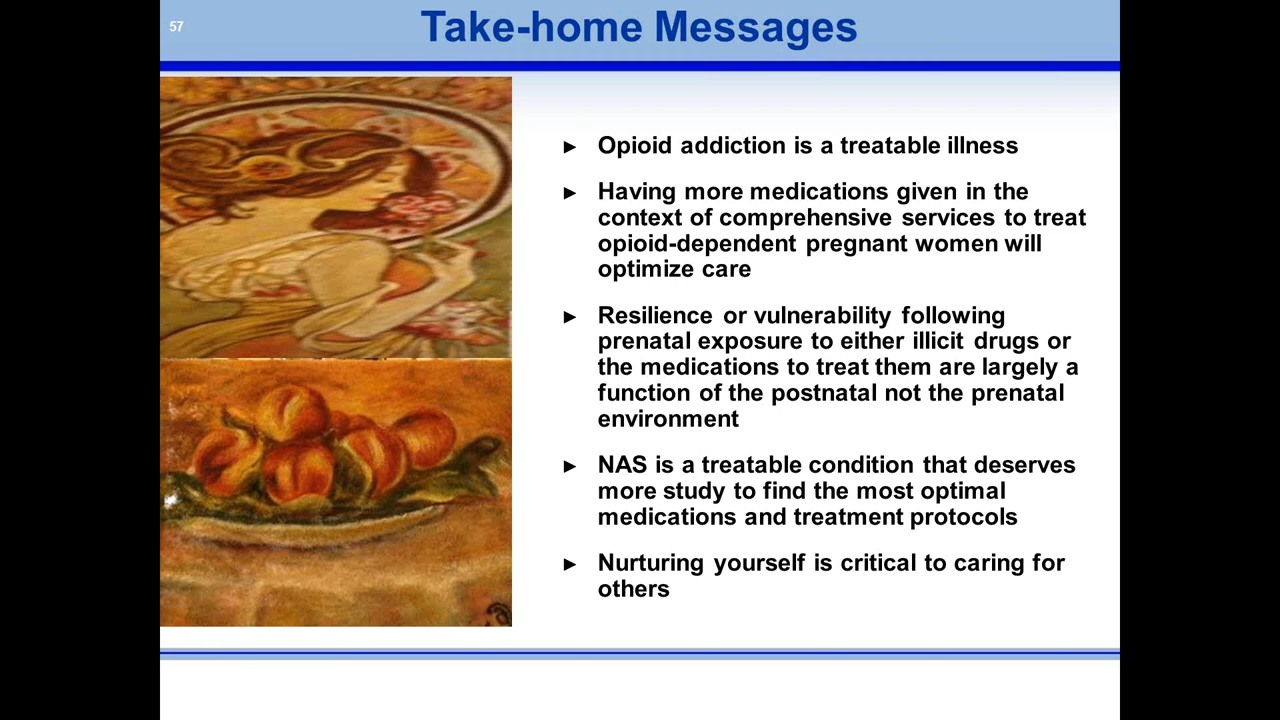 57
Take-home Messages
► Opioid addiction is a treatable illness
► Having more medications given in the
context of comprehensive services to treat
opioid-dependent pregnant women will
optimize care
► Resilience or vulnerability following
prenatal exposure to either illicit drugs or
the medications to treat them are largely a
function of the postnatal not the prenatal
environment
► NAS is a treatable condition that deserves
more study to find the most optimal
medications and treatment protocols
► Nurturing yourself is critical to caring for
others